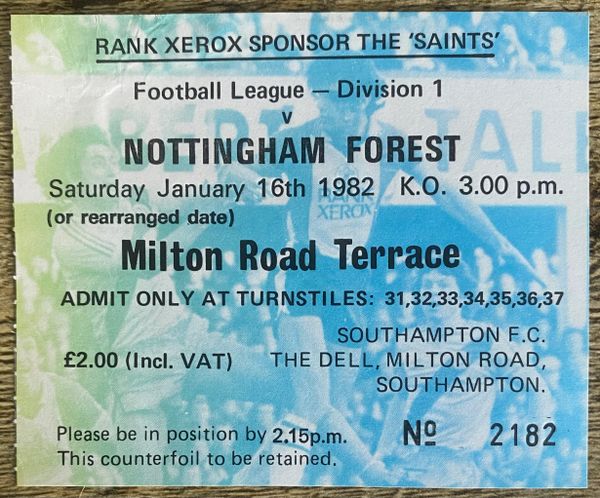 RANK XEROX SPONSOR THE 'SAINTS'
Football League — Division 1
v
NOTTINGHAM FOREST
Saturday January 16th 1982 K.O. 3.00 p.m.
(or rearranged date)
RANK
XEROX
Milton Road Terrace
ADMIT ONLY AT TURNSTILES: 31,32,33,34,35,36,37
SOUTHAMPTON F.C.
£2.00 (Incl. VAT) THE DELL, MILTON ROAD,
SOUTHAMPTON.
Please be in position by 2.15p.m. Nº 2182
This counterfoil to be retained.